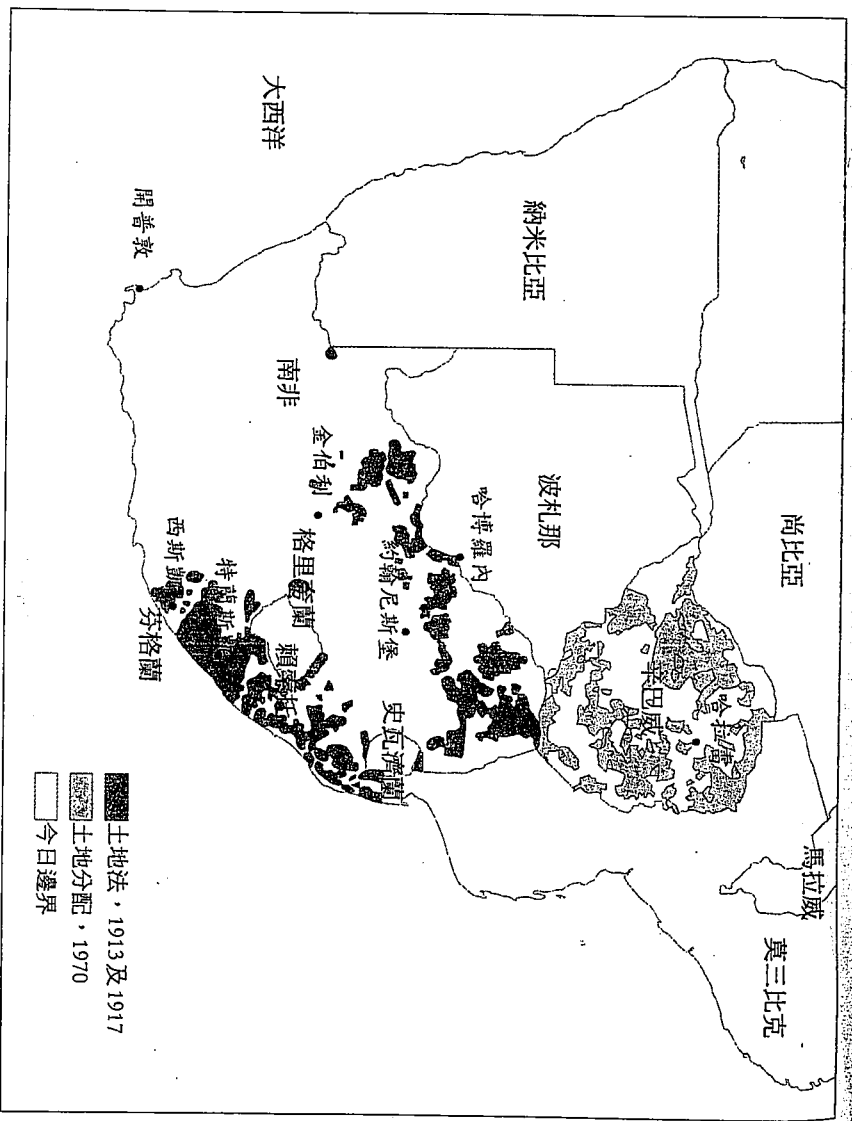 尚比亞
馬拉威
莫三比克
納米比亞
波札那
辛巴威
哈拉雷
哈博羅內
大西洋
開普敦
南非
金伯利
約翰尼斯堡
格里奎蘭
史瓦濟蘭
賴索托
特蘭斯
西斯凱
芬格蘭
土地法，1913及1917
土地分配，1970
今日邊界